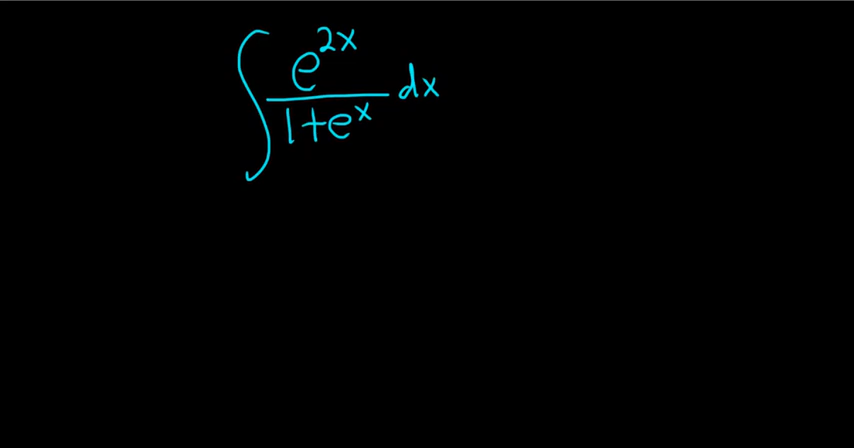 ∫ e^{2x} / (1+e^x) dx